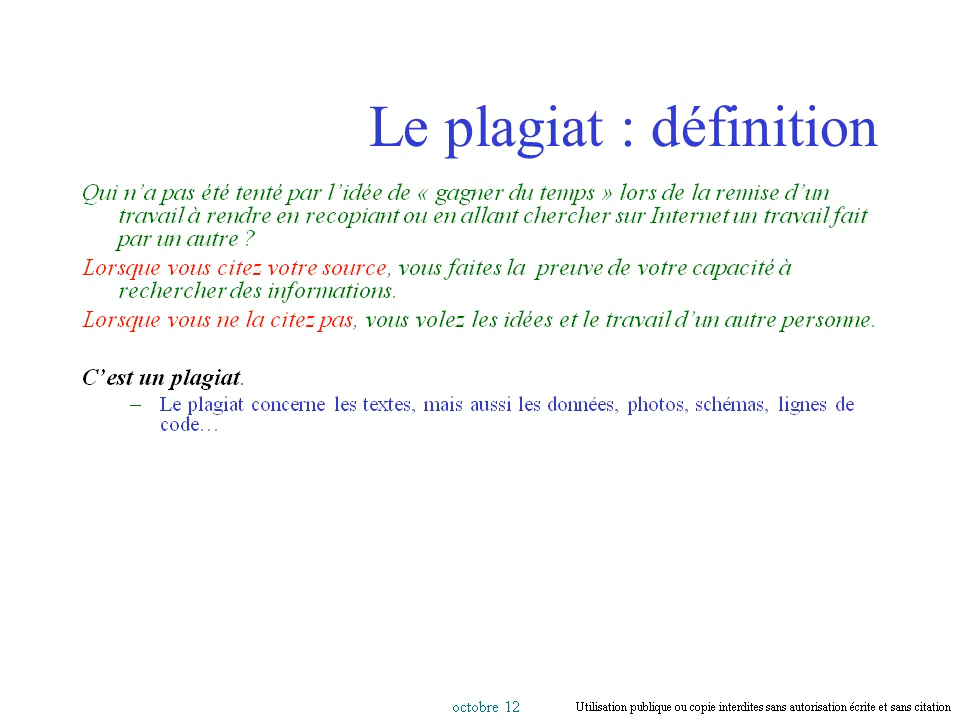 Le plagiat : définition
Qui n’a pas été tenté par l’idée de « gagner du temps » lors de la remise d’un
travail à rendre en recopiant ou en allant chercher sur Internet un travail fait
par un autre ?
Lorsque vous citez votre source, vous faites la  preuve de votre capacité à
rechercher des informations.
Lorsque vous ne la citez pas, vous volez les idées et le travail d’un autre personne.
C’est un plagiat.
– Le plagiat concerne les textes, mais aussi les données, photos, schémas, lignes de
code…
octobre 12
Utilisation publique ou copie interdites sans autorisation écrite et sans citation